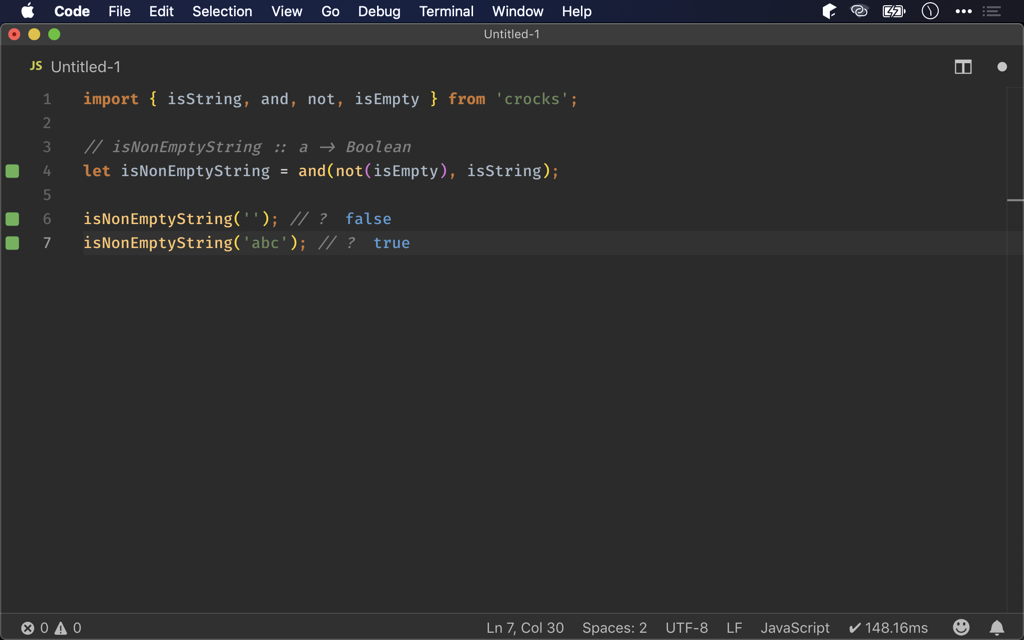 Code File Edit Selection View Go Debug Terminal Window Help
Untitled-1
JS Untitled-1
1 import { isString, and, not, isEmpty } from 'crocks';
2
3 // isNonEmptyString :: a -> Boolean
4 let isNonEmptyString = and(not(isEmpty), isString);
5
6 isNonEmptyString(''); // ? false
7 isNonEmptyString('abc'); // ? true
0 0 Ln 7, Col 30 Spaces: 2 UTF-8 LF JavaScript ✔ 148.16ms